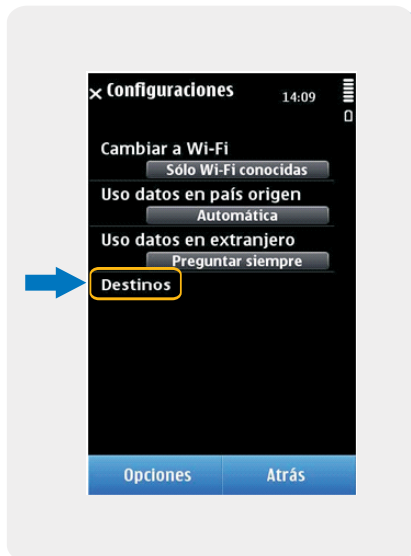 Configuraciones
14:09
Cambiar a Wi-Fi
Sólo Wi-Fi conocidas
Uso datos en país origen
Automática
Uso datos en extranjero
Preguntar siempre
Destinos
Opciones
Atrás